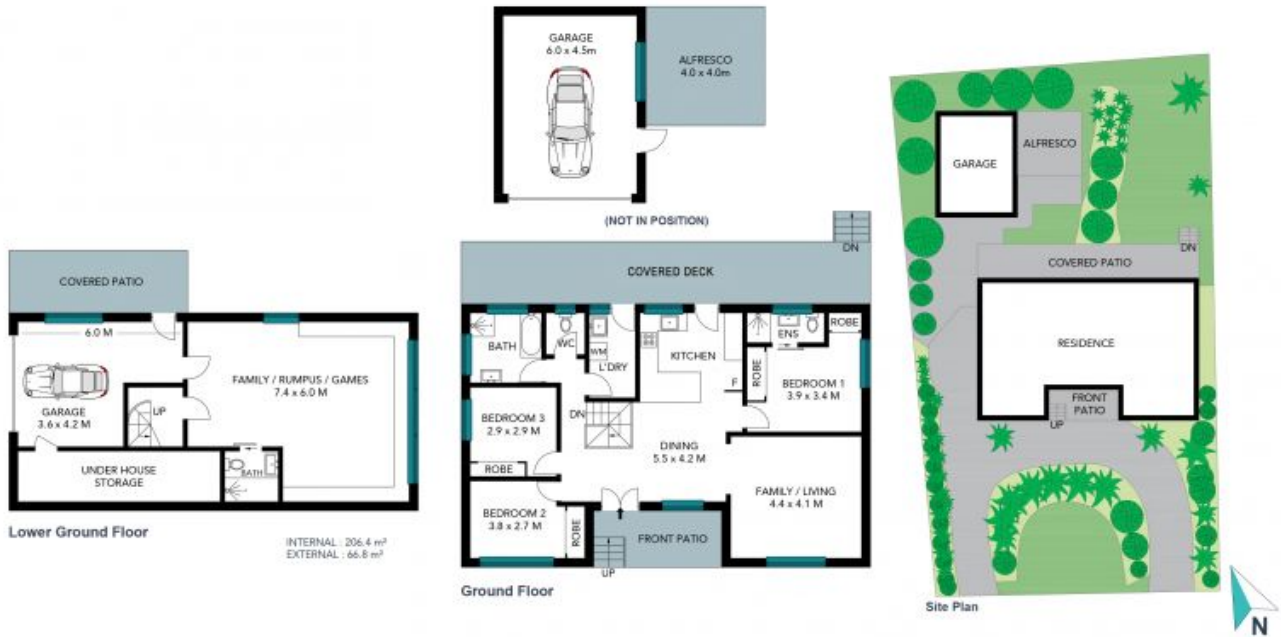 GARAGE
6.0 x 4.5m
ALFRESCO
4.0 x 4.0m
(NOT IN POSITION)
COVERED PATIO
6.0 M
GARAGE
3.6 x 4.2 M
UP
FAMILY / RUMPUS / GAMES
7.4 x 6.0 M
UNDER HOUSE
STORAGE
BATH
Lower Ground Floor
INTERNAL : 206.4 m²
EXTERNAL : 66.8 m²
DN
COVERED DECK
BATH
WC
WM
L'DRY
KITCHEN
F
ENS
ROBE
ROBE
BEDROOM 1
3.9 x 3.4 M
BEDROOM 3
2.9 x 2.9 M
ROBE
DN
DINING
5.5 x 4.2 M
BEDROOM 2
3.8 x 2.7 M
ROBE
FAMILY / LIVING
4.4 x 4.1 M
FRONT PATIO
UP
Ground Floor
GARAGE
ALFRESCO
DN
COVERED PATIO
RESIDENCE
FRONT
PATIO
UP
Site Plan
N